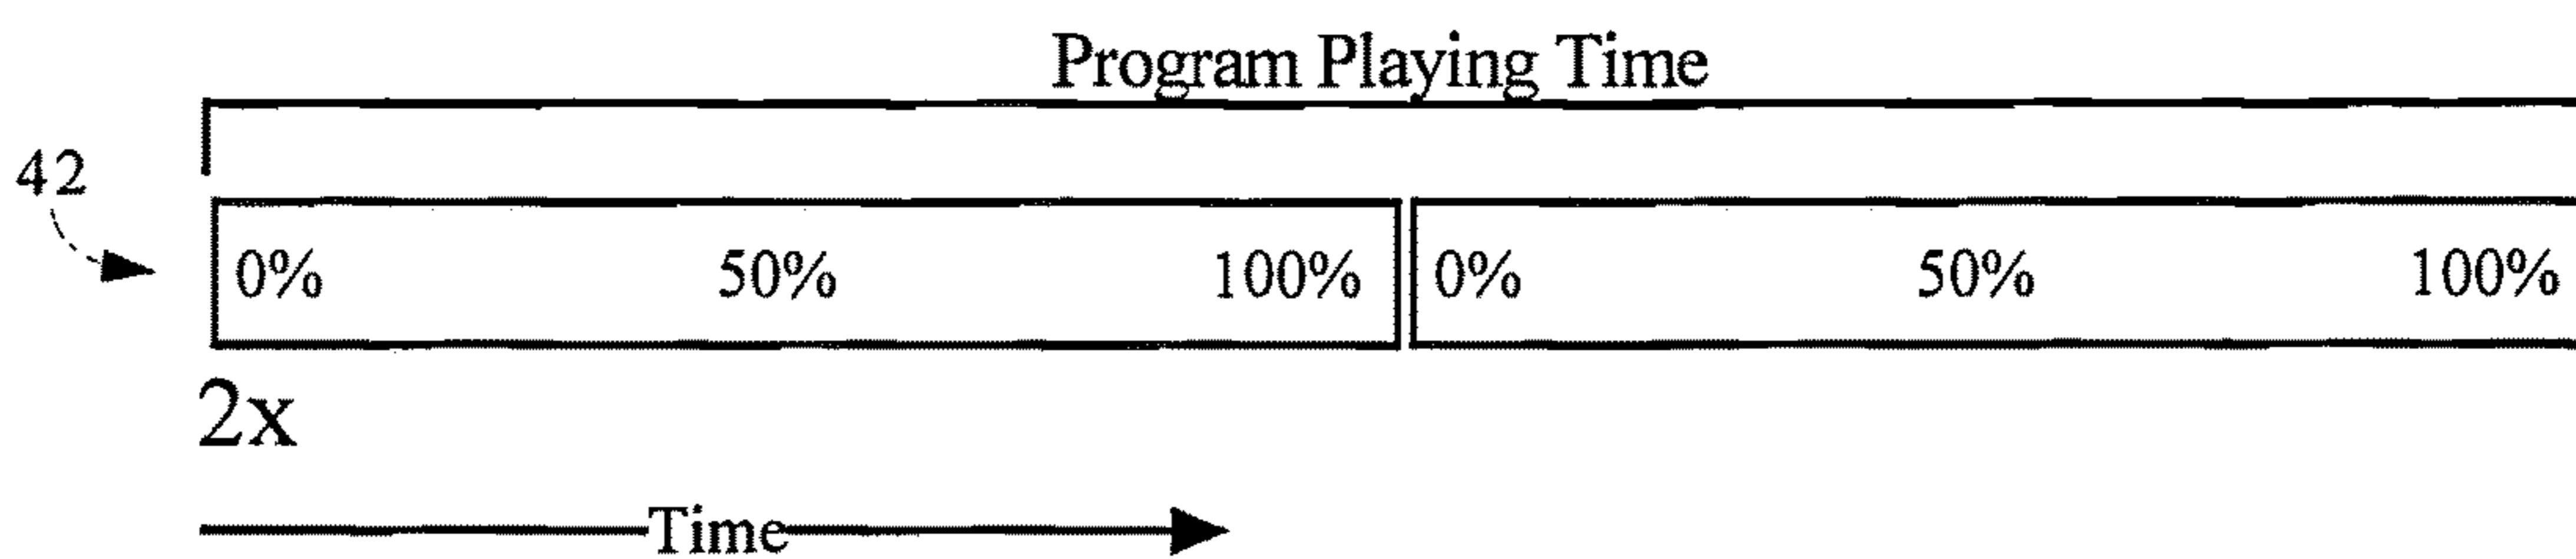 Program Playing Time
42
0% 50% 100% 0% 50% 100%
2x
Time